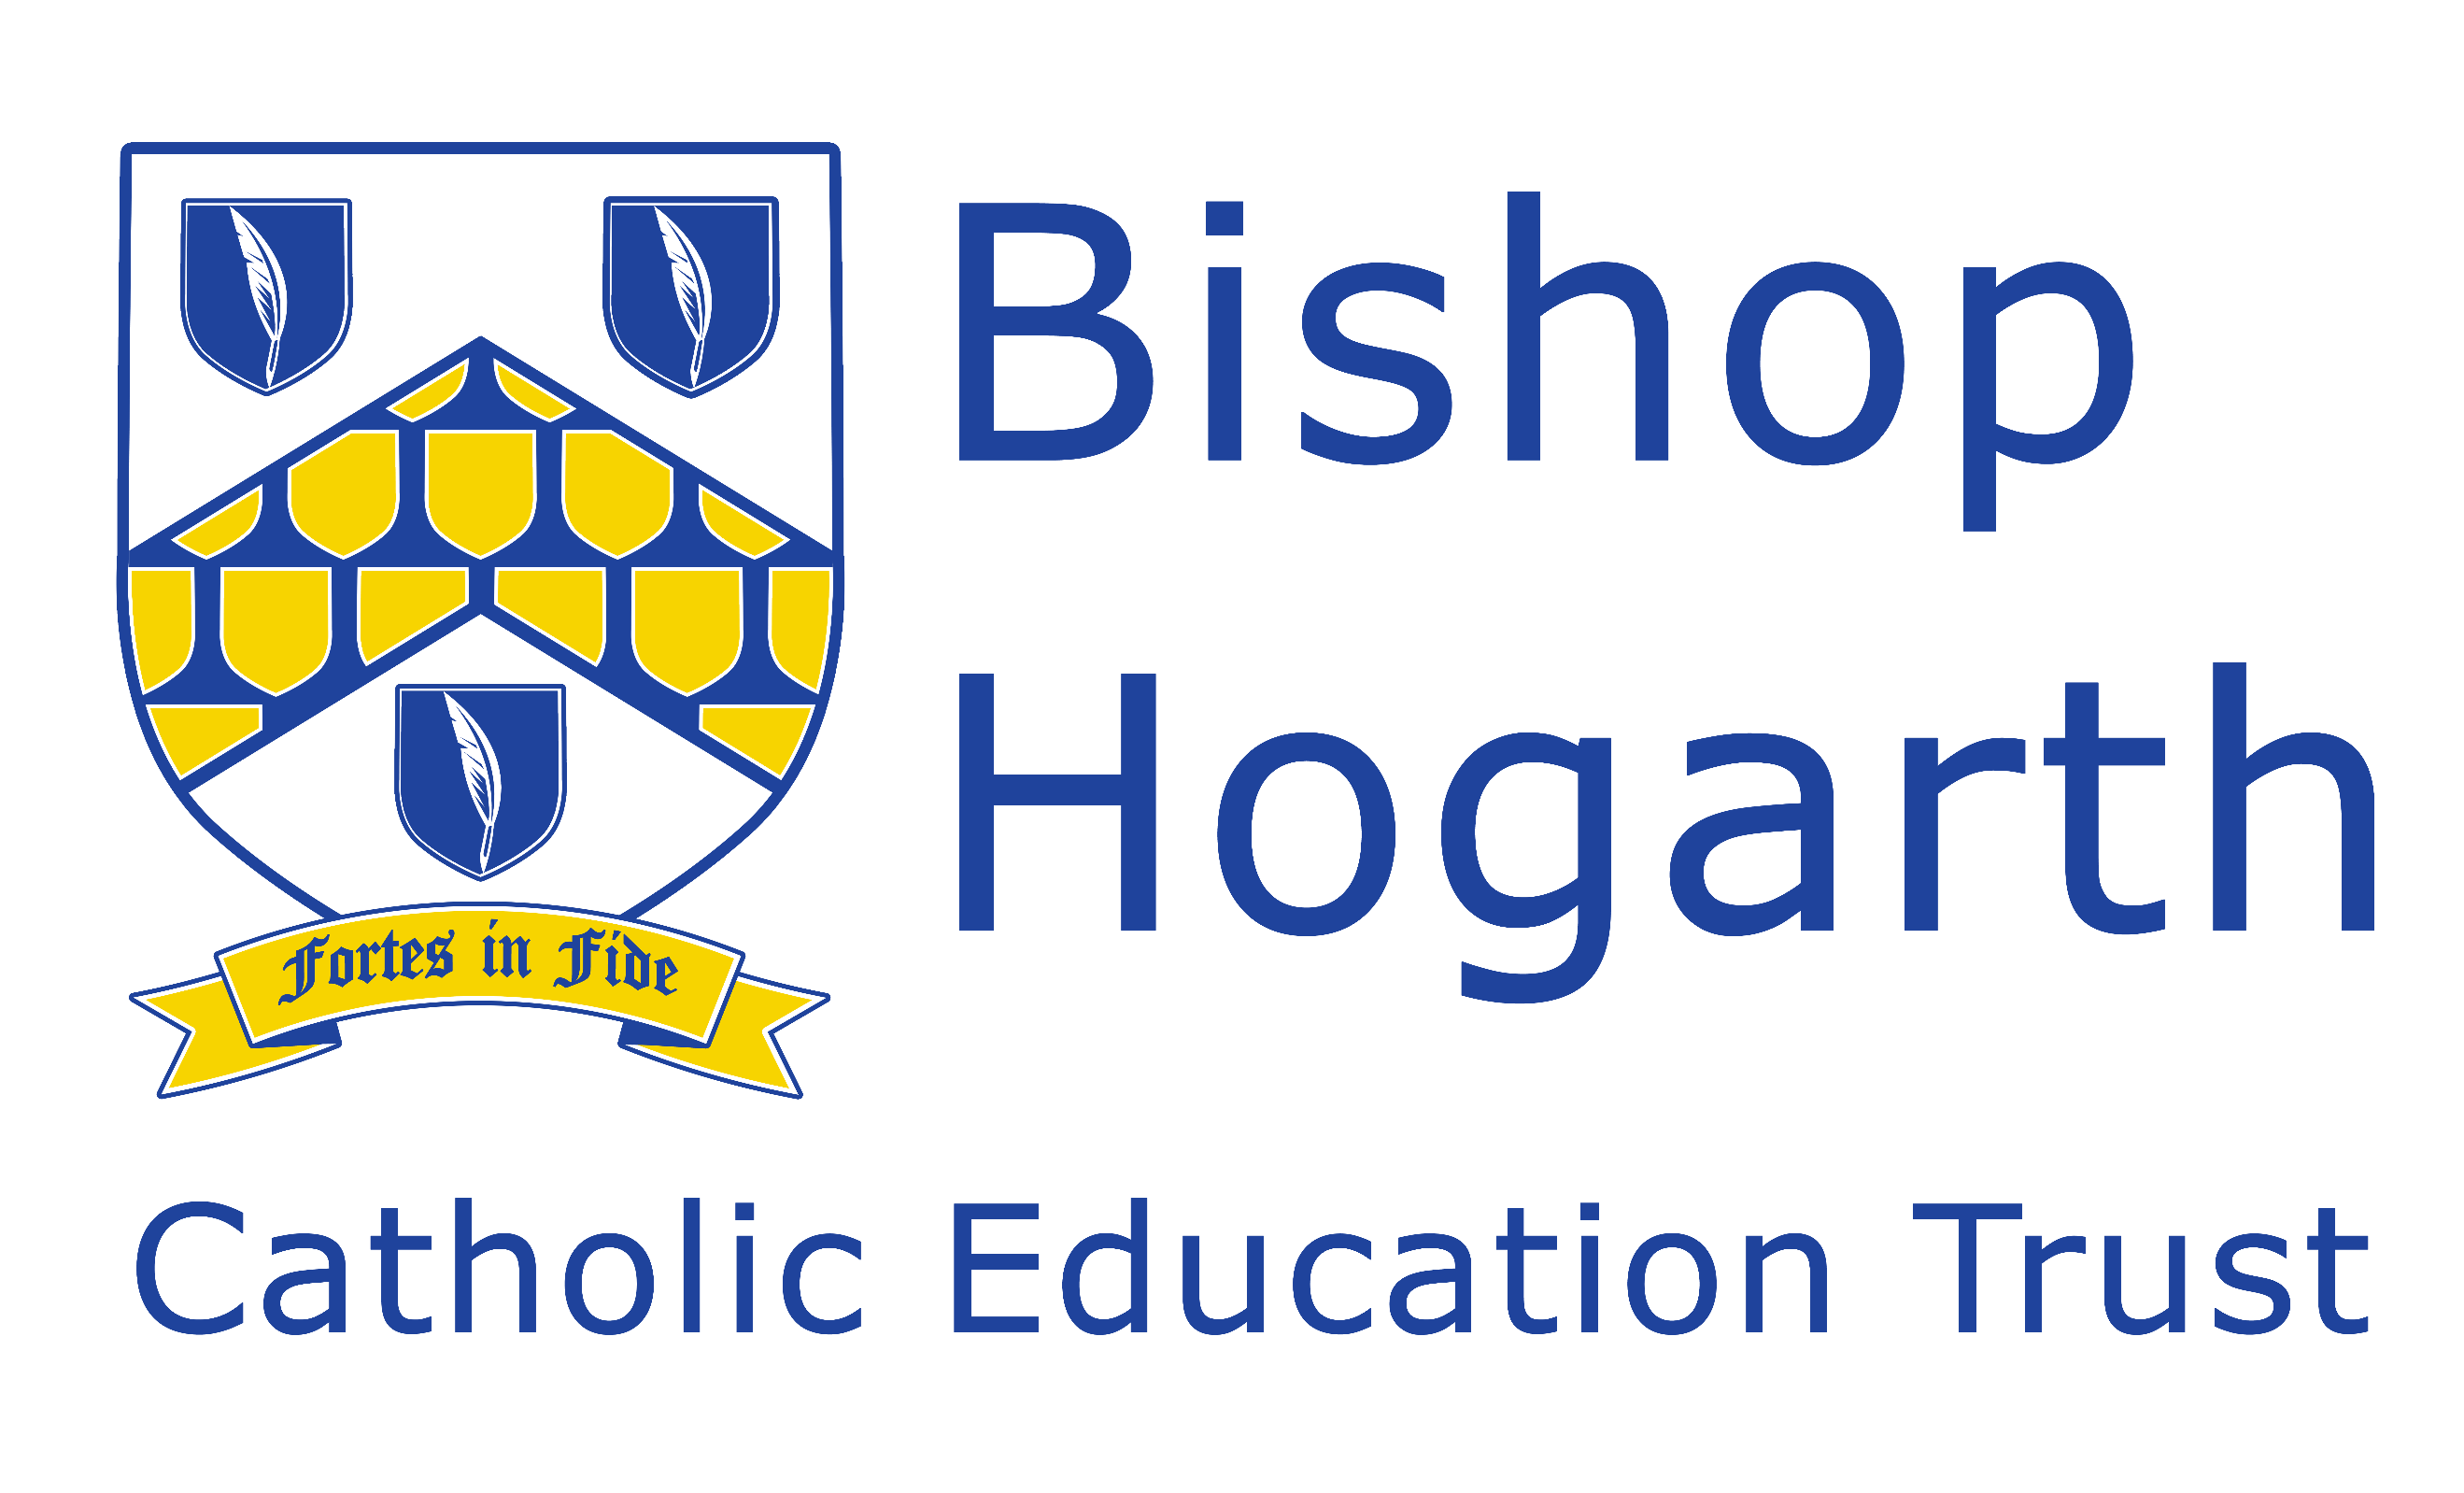 Bishop
Hogarth
Fortes in Fide
Catholic Education Trust